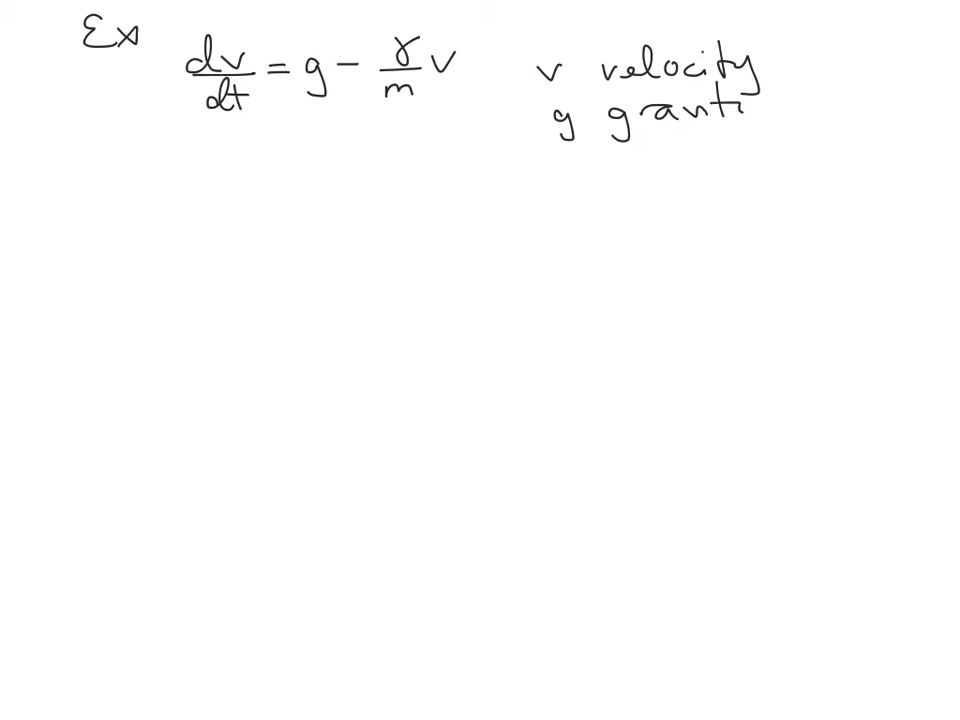 Ex dv/dt = g - γ/m v v velocity
g gravit